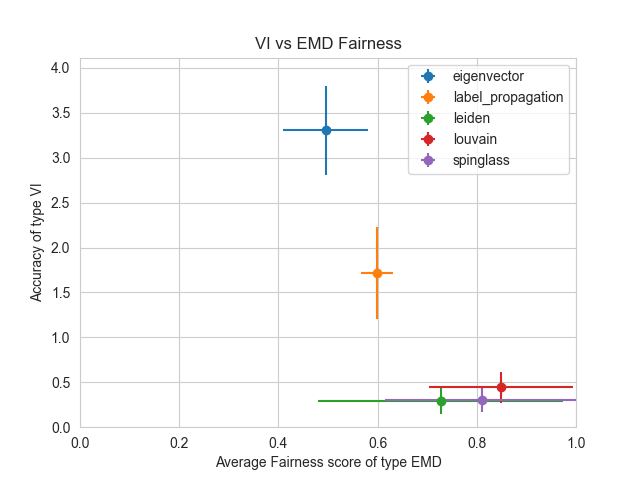 VI vs EMD Fairness
4.0
3.5
3.0
2.5
2.0
1.5
1.0
0.5
0.0
Accuracy of type VI
eigenvector
label_propagation
leiden
louvain
spinglass
0.0 0.2 0.4 0.6 0.8 1.0
Average Fairness score of type EMD